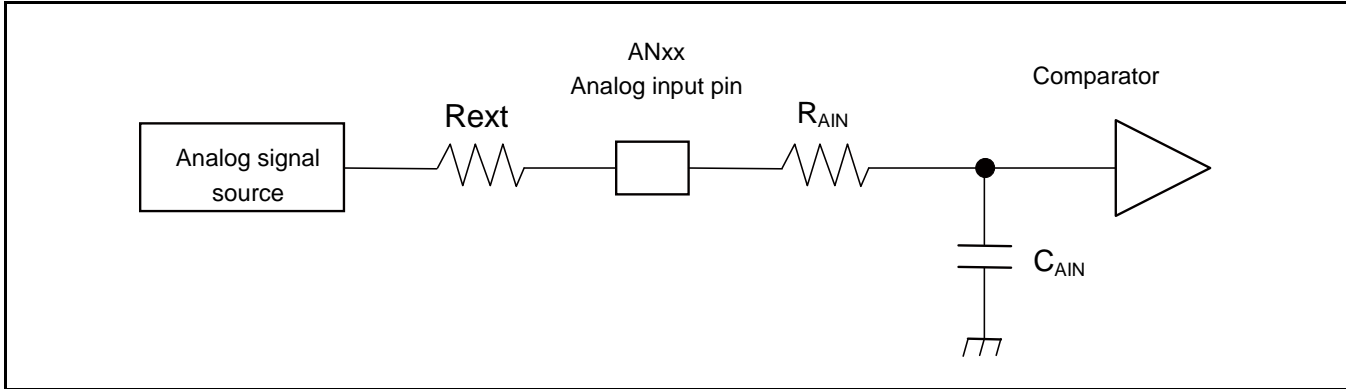 ANxx
Analog input pin
Comparator
Rext
RAIN
Analog signal
source
CAIN